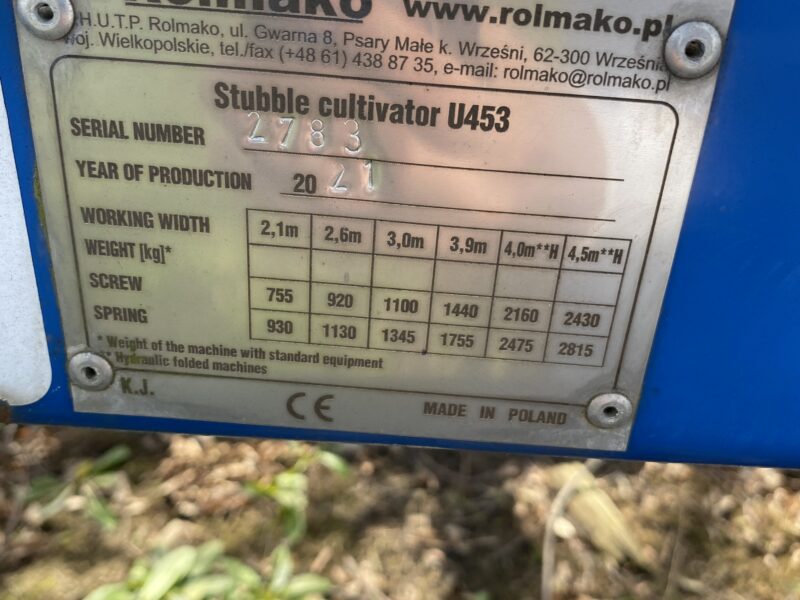 Rolmako www.rolmako.pl
H.U.T.P. Rolmako, ul. Gwarna 8, Psary Małe k. Wrześni, 62-300 Września
woj. Wielkopolskie, tel./fax (+48 61) 438 87 35, e-mail: rolmako@rolmako.pl
Stubble cultivator U453
SERIAL NUMBER 2783
YEAR OF PRODUCTION 20 21
WORKING WIDTH 2,1m 2,6m 3,0m 3,9m 4,0m**H 4,5m**H
WEIGHT [kg]*
SCREW 755 920 1100 1440 2160 2430
SPRING 930 1130 1345 1755 2475 2815
* Weight of the machine with standard equipment
** Hydraulic folded machines
K.J. CE MADE IN POLAND